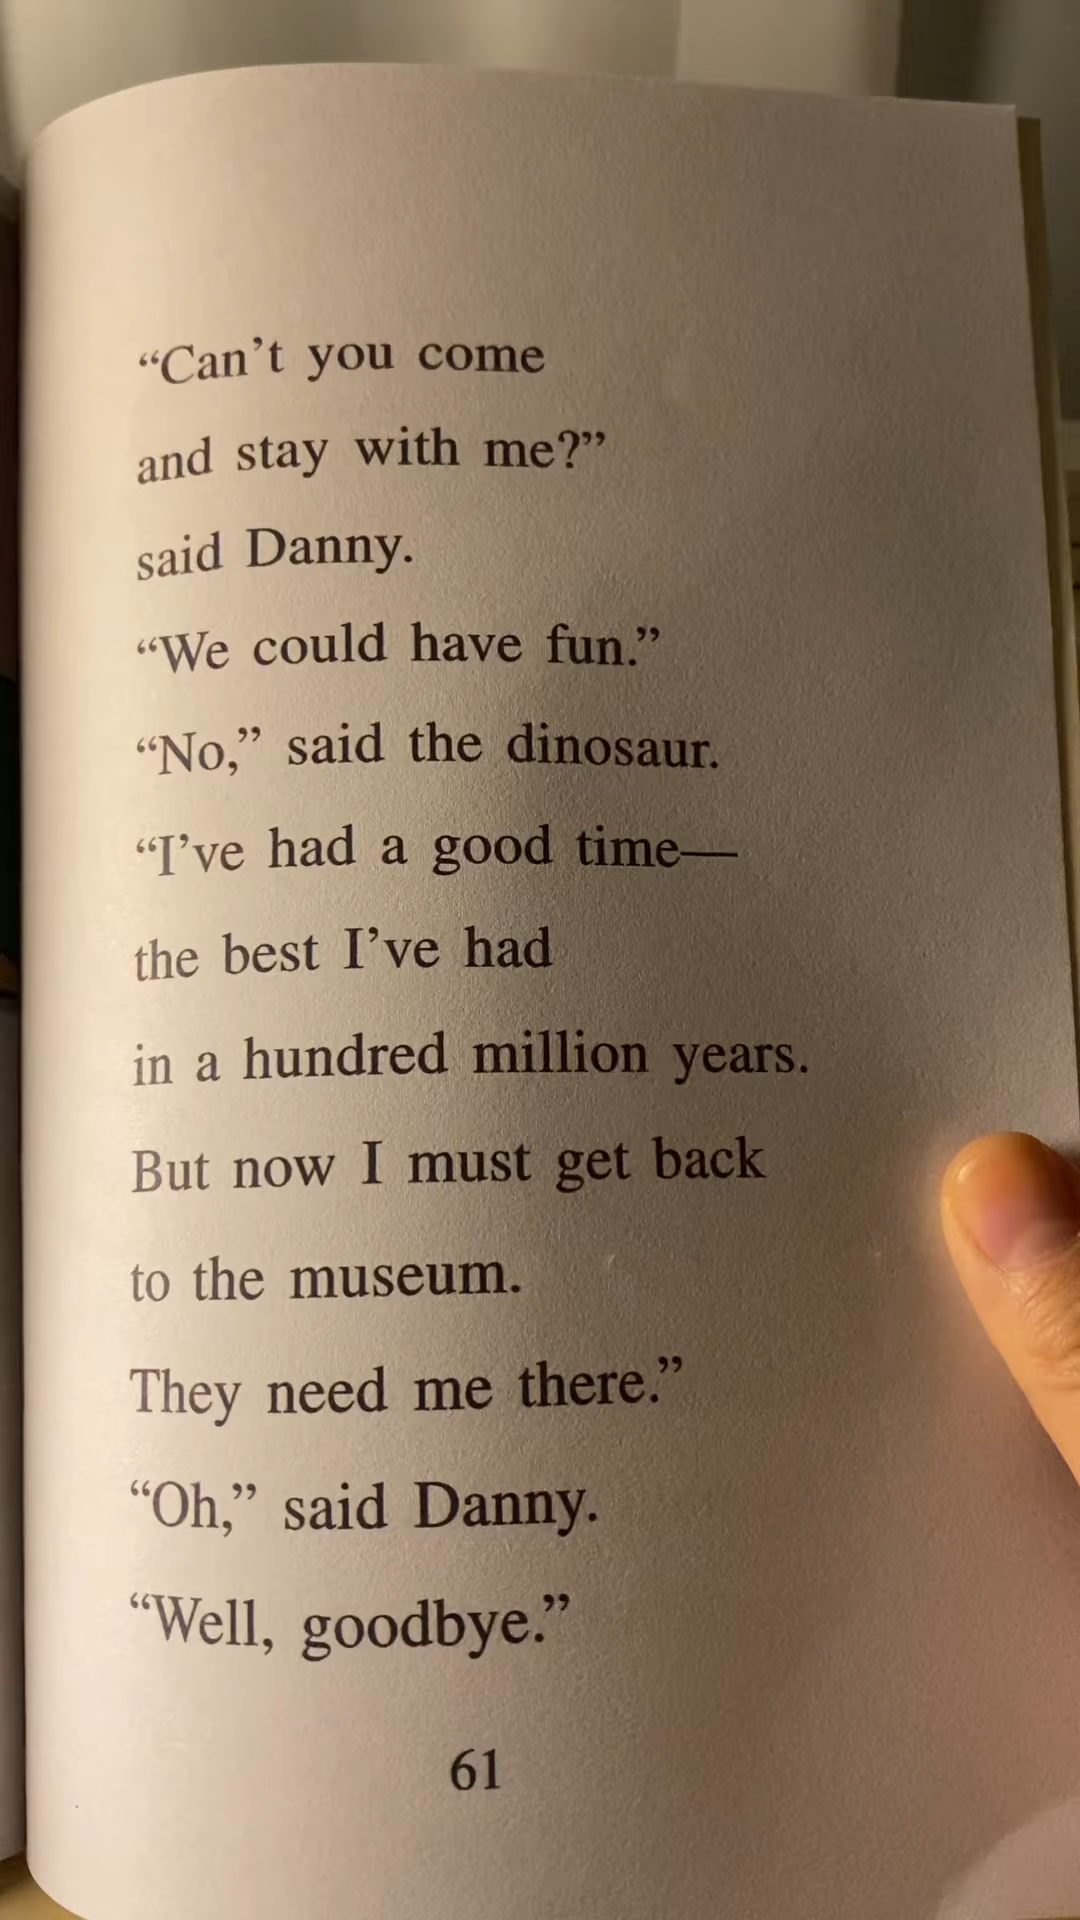 “Can’t you come
and stay with me?”
said Danny.
“We could have fun.”
“No,” said the dinosaur.
“I’ve had a good time—
the best I’ve had
in a hundred million years.
But now I must get back
to the museum.
They need me there.”
“Oh,” said Danny.
“Well, goodbye.”
61